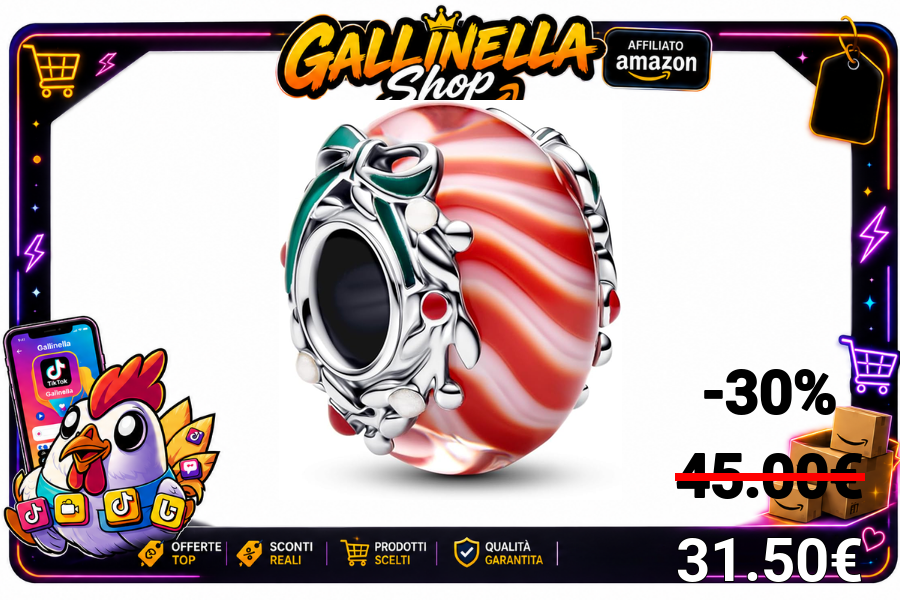 GALLINELLA
Shop
AFFILIATO
amazon
Gallinella
TikTok
Gallinella
-30%
45.00€
31.50€
OFFERTE
TOP
SCONTI
REALI
PRODOTTI
SCELTI
QUALITÀ
GARANTITA